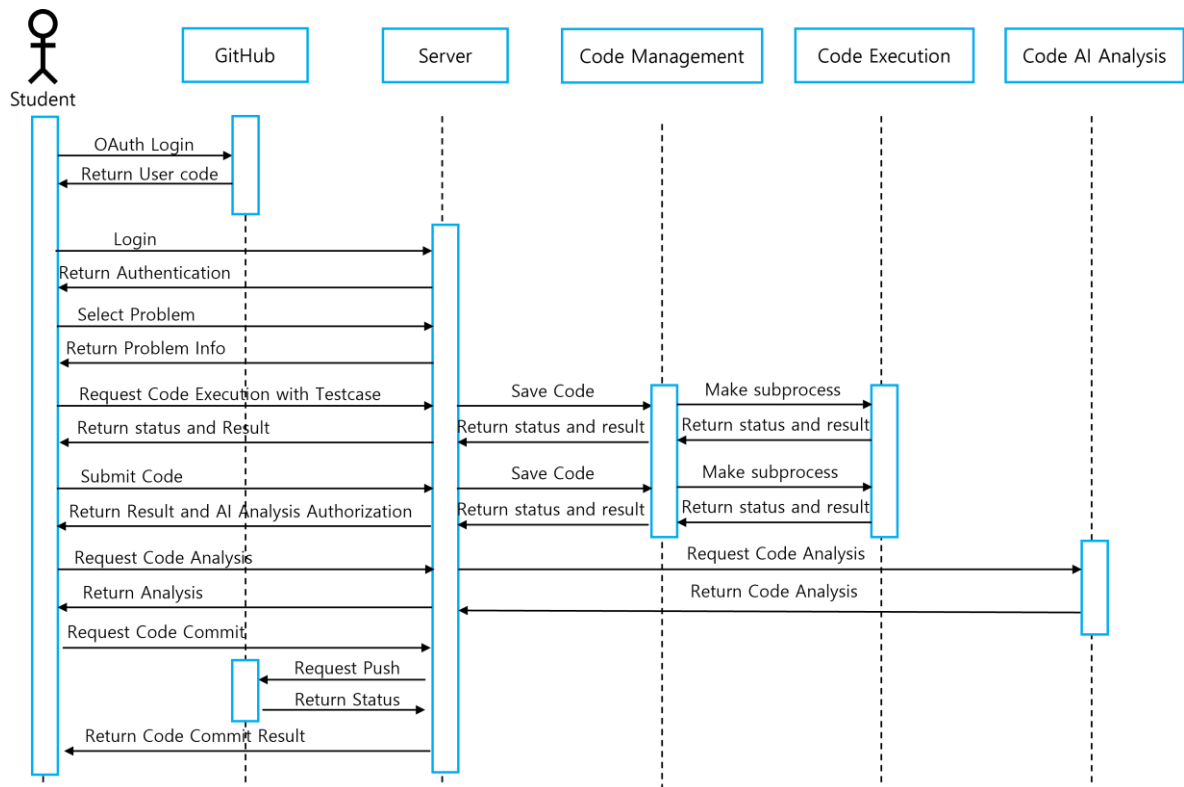 GitHub
Server
Code Management
Code Execution
Code AI Analysis
Student
OAuth Login
Return User code
Login
Return Authentication
Select Problem
Return Problem Info
Request Code Execution with Testcase
Save Code
Make subprocess
Return status and Result
Return status and result
Return status and result
Submit Code
Save Code
Make subprocess
Return Result and AI Analysis Authorization
Return status and result
Return status and result
Request Code Analysis
Request Code Analysis
Return Analysis
Return Code Analysis
Request Code Commit
Request Push
Return Status
Return Code Commit Result